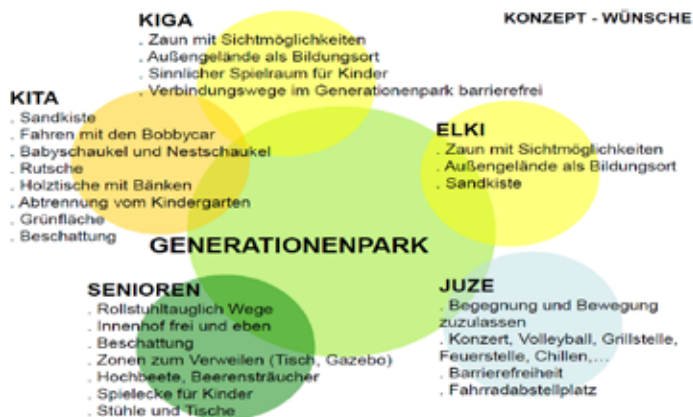 KONZEPT - WÜNSCHE
KIGA
. Zaun mit Sichtmöglichkeiten
. Außengelände als Bildungsort
. Sinnlicher Spielraum für Kinder
. Verbindungswege im Generationenpark barrierefrei
KITA
. Sandkiste
. Fahren mit den Bobbycar
. Babyschaukel und Nestschaukel
. Rutsche
. Holztische mit Bänken
. Abtrennung vom Kindergarten
. Grünfläche
. Beschattung
ELKI
. Zaun mit Sichtmöglichkeiten
. Außengelände als Bildungsort
. Sandkiste
GENERATIONENPARK
SENIOREN
. Rollstuhltauglich Wege
. Innenhof frei und eben
. Beschattung
. Zonen zum Verweilen (Tisch, Gazebo)
. Hochbeete, Beerensträucher
. Spielecke für Kinder
. Stühle und Tische
JUZE
. Begegnung und Bewegung
zuzulassen
. Konzert, Volleyball, Grillstelle,
Feuerstelle, Chillen,...
. Barrierefreiheit
. Fahrradabstellplatz